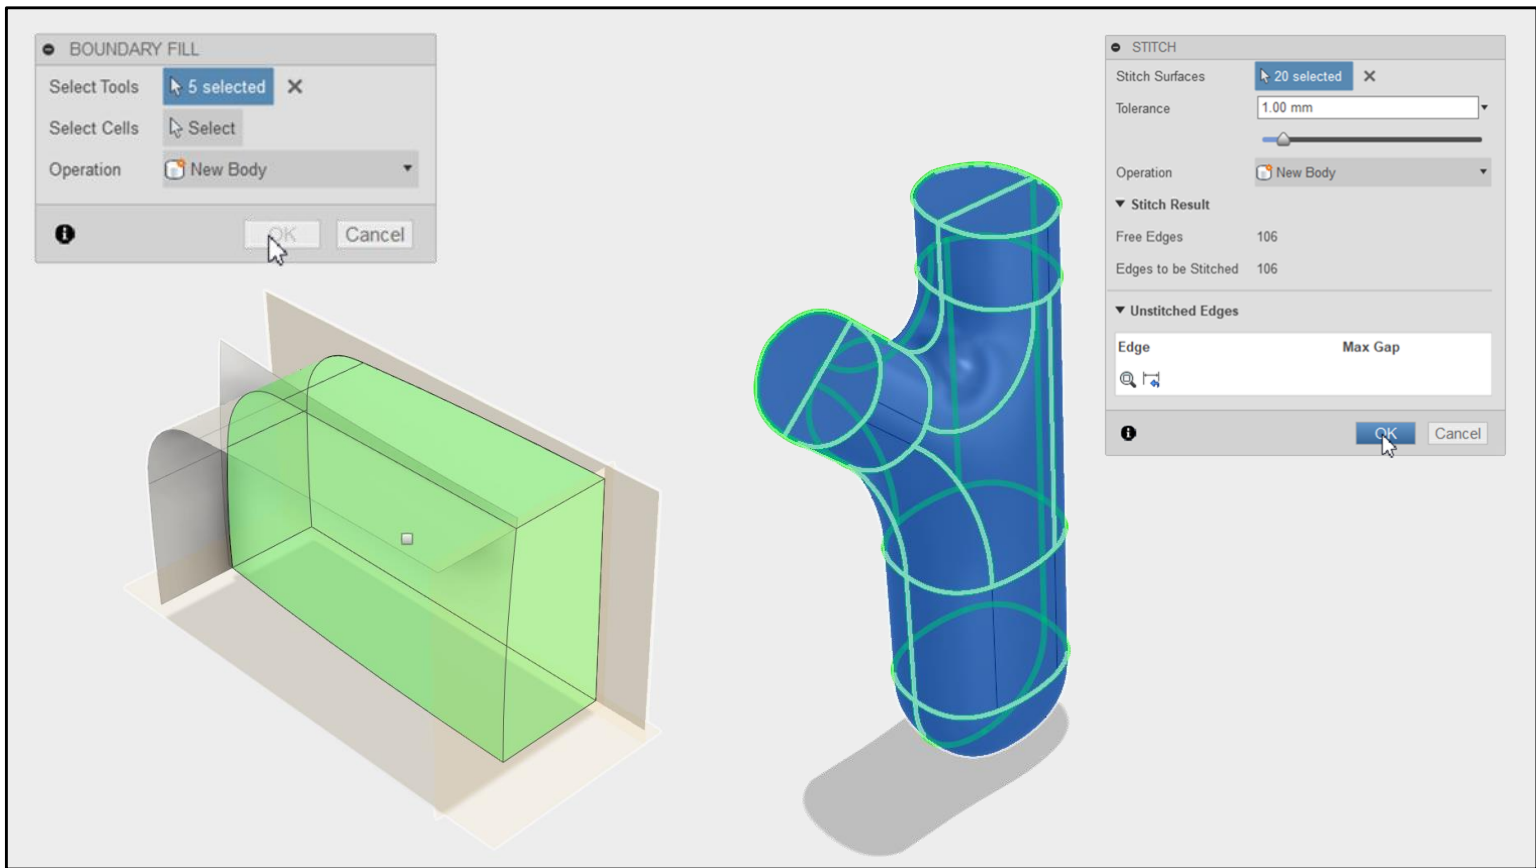 BOUNDARY FILL
Select Tools 5 selected
Select Cells Select
Operation New Body
OK Cancel
STITCH
Stitch Surfaces 20 selected
Tolerance 1.00 mm
Operation New Body
Stitch Result
Free Edges 106
Edges to be Stitched 106
Unstitched Edges
Edge Max Gap
OK Cancel